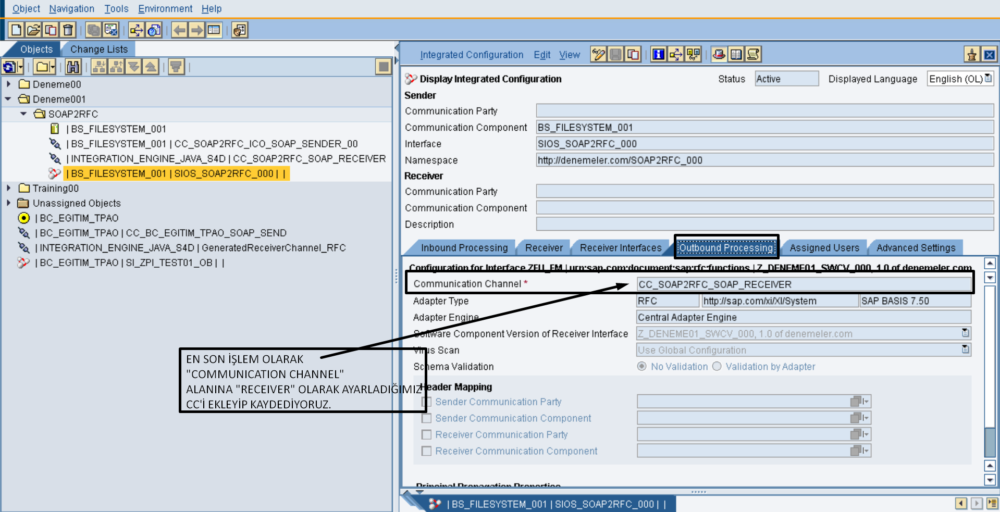 Object Navigation Tools Environment Help
Objects Change Lists
Deneme00
Deneme001
SOAP2RFC
| BS_FILESYSTEM_001
| BS_FILESYSTEM_001 | CC_SOAP2RFC_ICO_SOAP_SENDER_00
| INTEGRATION_ENGINE_JAVA_S4D | CC_SOAP2RFC_SOAP_RECEIVER
| BS_FILESYSTEM_001 | SIOS_SOAP2RFC_000 | |
Training00
Unassigned Objects
| BC_EGITIM_TPAO
| BC_EGITIM_TPAO | CC_BC_EGITIM_TPAO_SOAP_SEND
| INTEGRATION_ENGINE_JAVA_S4D | GeneratedReceiverChannel_RFC
| BC_EGITIM_TPAO | SI_ZPI_TEST01_OB | |
Integrated Configuration Edit View
Display Integrated Configuration Status Active Displayed Language English (OL)
Sender
Communication Party
Communication Component BS_FILESYSTEM_001
Interface SIOS_SOAP2RFC_000
Namespace http://denemeler.com/SOAP2RFC_000
Receiver
Communication Party
Communication Component
Description
Inbound Processing Receiver Receiver Interfaces Outbound Processing Assigned Users Advanced Settings
Configuration for Interface ZFU_FM | urn:sap-com:document:sap:rfc:functions | Z_DENEME01_SWCV_000, 1.0 of denemeler.com
Communication Channel * CC_SOAP2RFC_SOAP_RECEIVER
Adapter Type RFC http://sap.com/xi/XI/System SAP BASIS 7.50
Adapter Engine Central Adapter Engine
Software Component Version of Receiver Interface Z_DENEME01_SWCV_000, 1.0 of denemeler.com
Virus Scan Use Global Configuration
Schema Validation No Validation Validation by Adapter
Header Mapping
Sender Communication Party
Sender Communication Component
Receiver Communication Party
Receiver Communication Component
Principal Propagation Properties
EN SON İŞLEM OLARAK
"COMMUNICATION CHANNEL"
ALANINA "RECEIVER" OLARAK AYARLADIĞIMIZ
CC'İ EKLEYİP KAYDEDİYORUZ.
| BS_FILESYSTEM_001 | SIOS_SOAP2RFC_000 | |